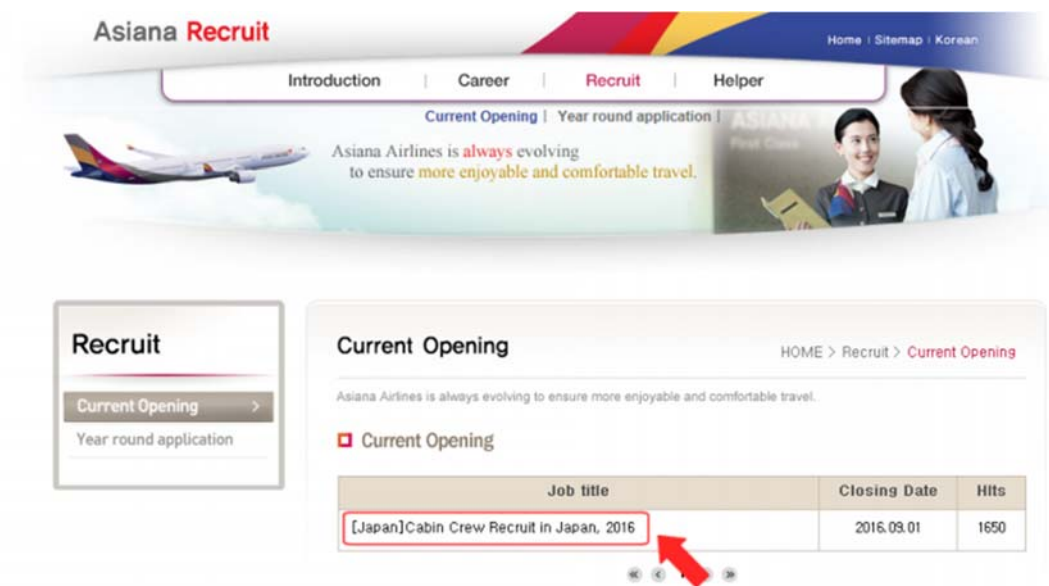 Asiana Recruit
Home | Sitemap | Korean
Introduction | Career | Recruit | Helper
Current Opening | Year round application |
Asiana Airlines is always evolving
to ensure more enjoyable and comfortable travel.
ASIANA
First Class
Recruit
Current Opening >
Year round application
Current Opening
HOME > Recruit > Current Opening
Asiana Airlines is always evolving to ensure more enjoyable and comfortable travel.
Current Opening
Job title Closing Date Hits
[Japan]Cabin Crew Recruit in Japan, 2016 2016.09.01 1650